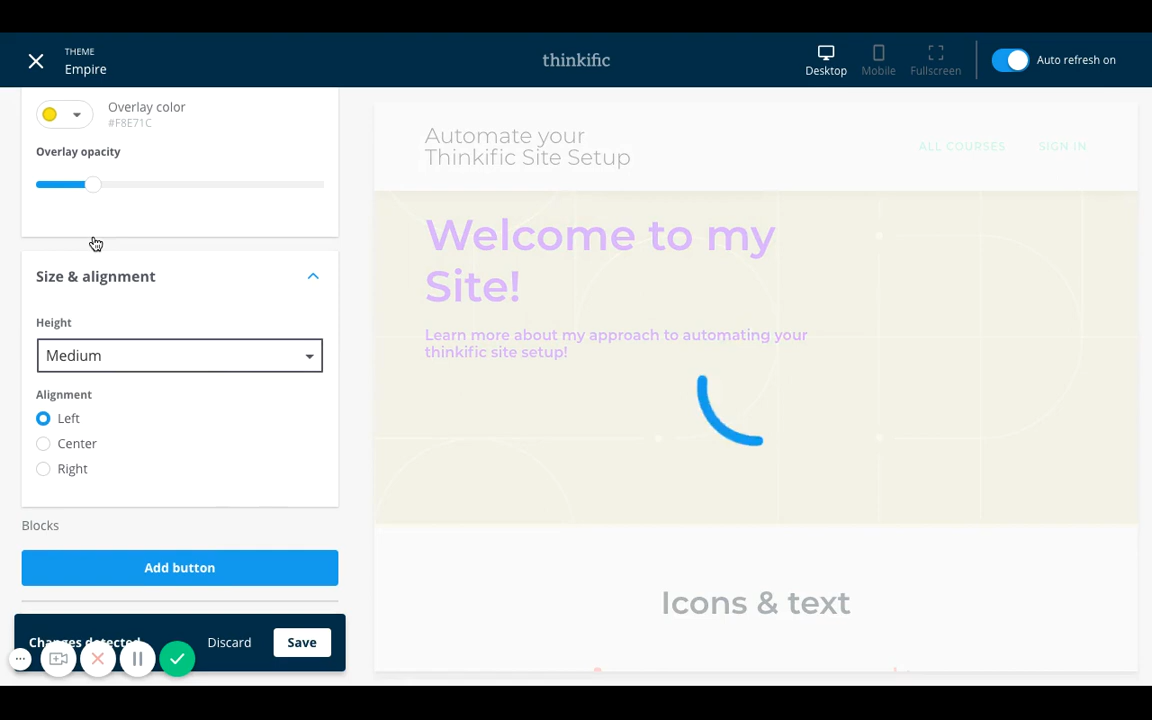 THEME
Empire
thinkific
Desktop
Mobile
Fullscreen
Auto refresh on
Overlay color
#F8E71C
Overlay opacity
Size & alignment
Height
Medium
Alignment
Left
Center
Right
Blocks
Add button
Changes detected
Discard
Save
Automate your
Thinkific Site Setup
ALL COURSES
SIGN IN
Welcome to my
Site!
Learn more about my approach to automating your
thinkific site setup!
Icons & text